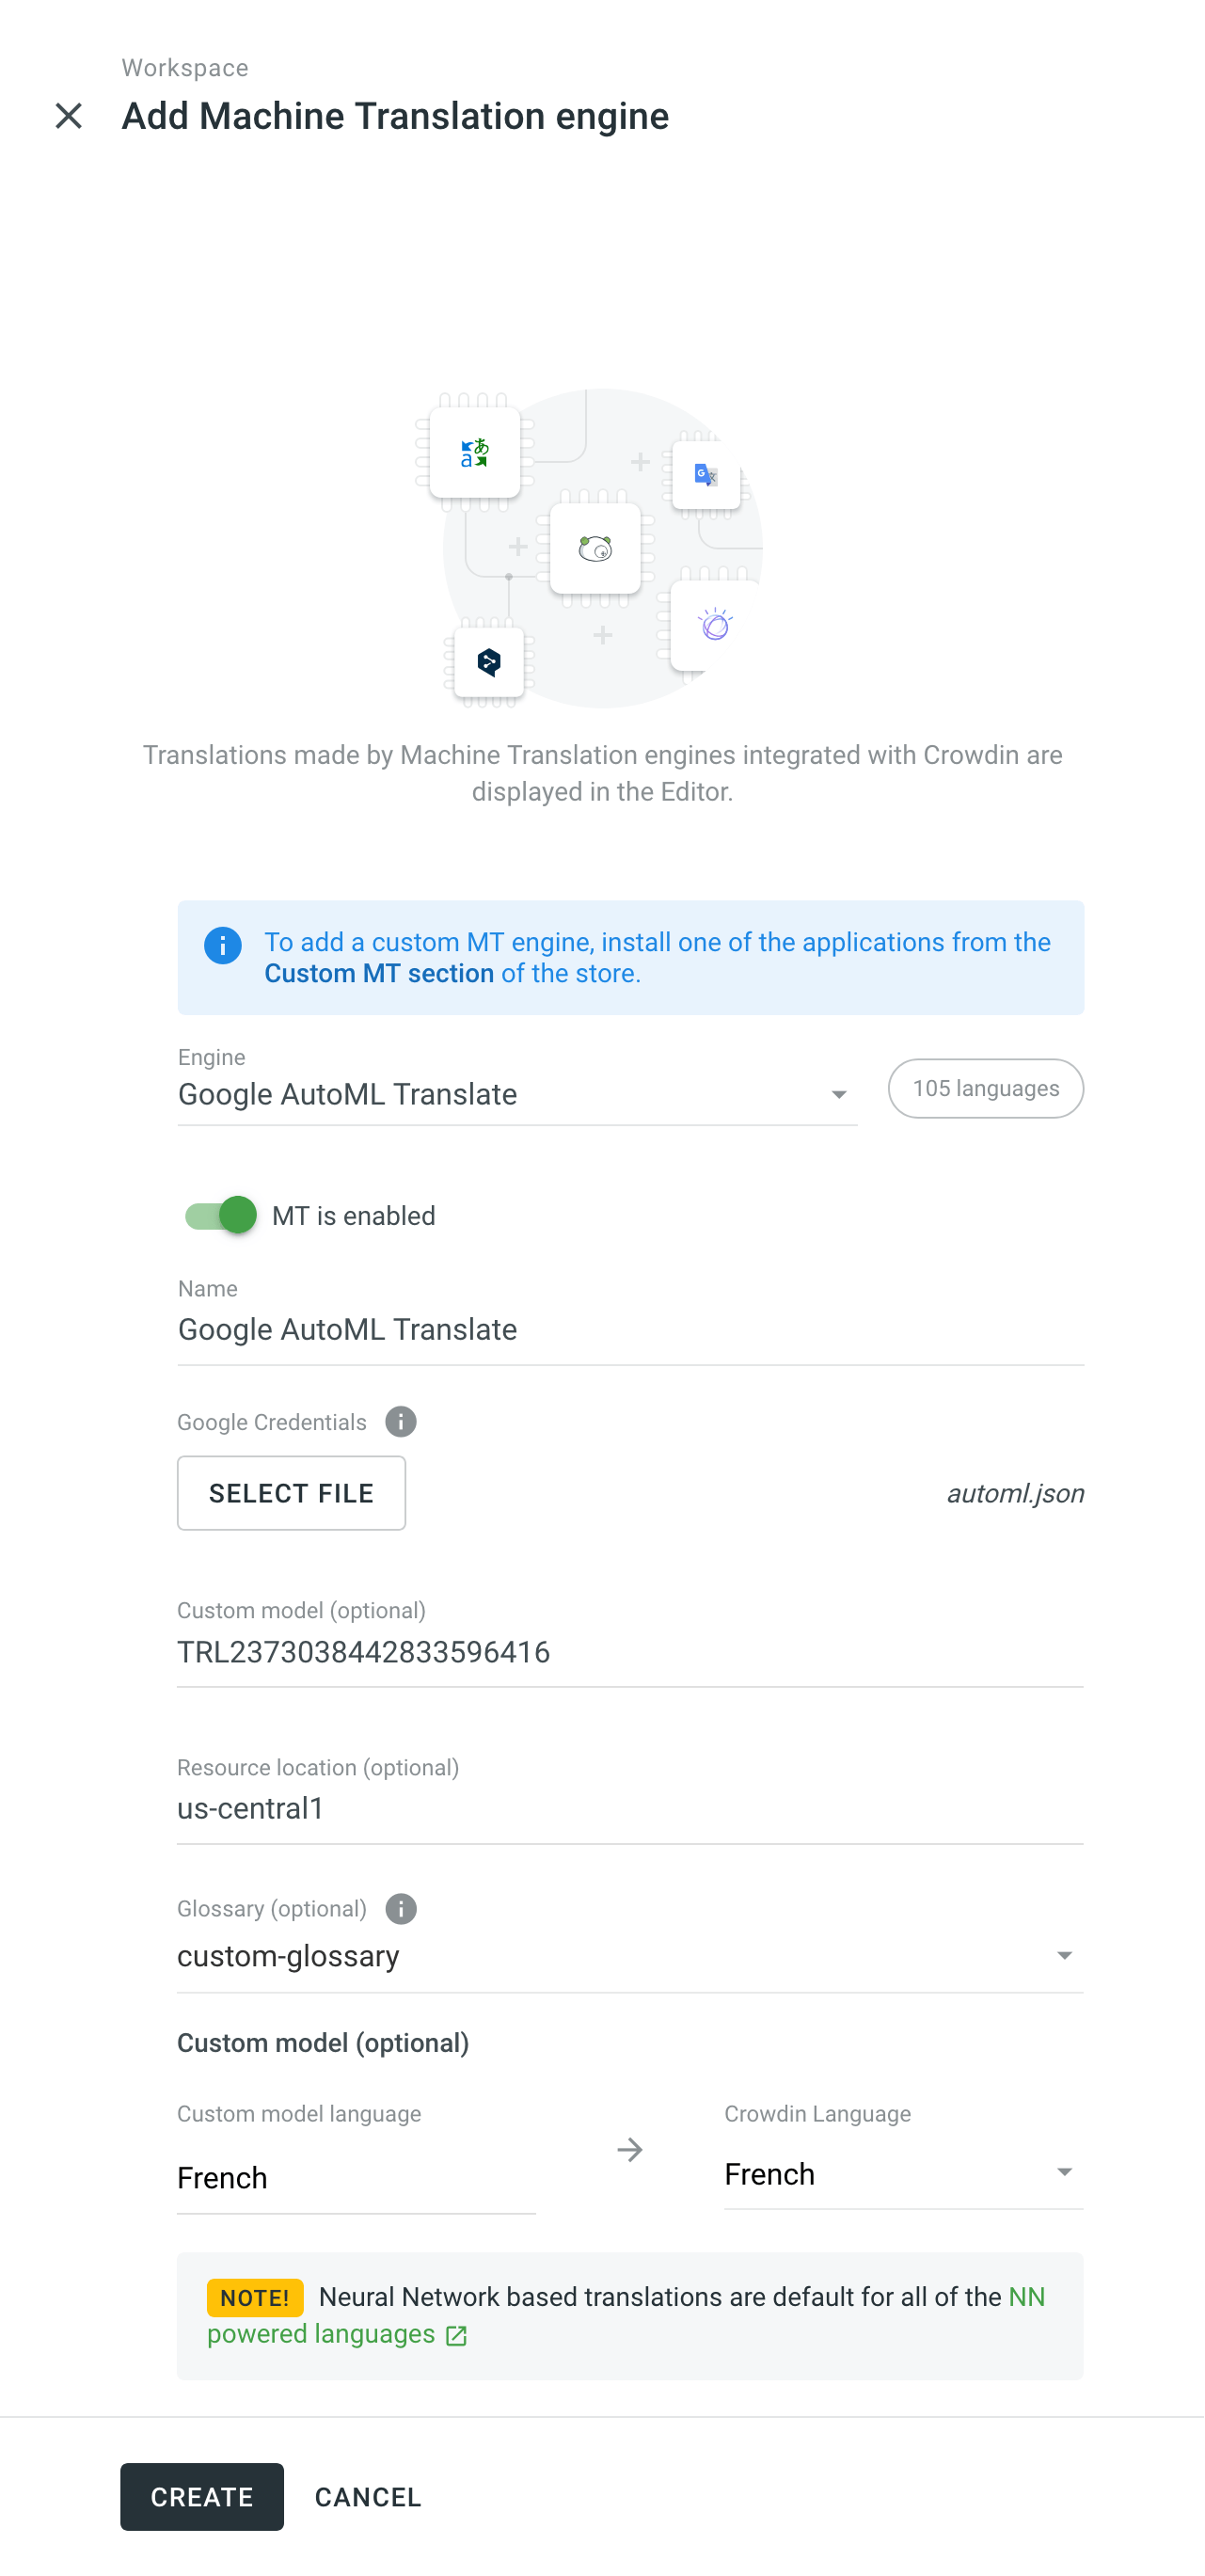 Workspace
Add Machine Translation engine
Translations made by Machine Translation engines integrated with Crowdin are
displayed in the Editor.
To add a custom MT engine, install one of the applications from the
Custom MT section of the store.
Engine
Google AutoML Translate
105 languages
MT is enabled
Name
Google AutoML Translate
Google Credentials
SELECT FILE
automl.json
Custom model (optional)
TRL2373038442833596416
Resource location (optional)
us-central1
Glossary (optional)
custom-glossary
Custom model (optional)
Custom model language
Crowdin Language
French
French
NOTE! Neural Network based translations are default for all of the NN
powered languages
CREATE
CANCEL